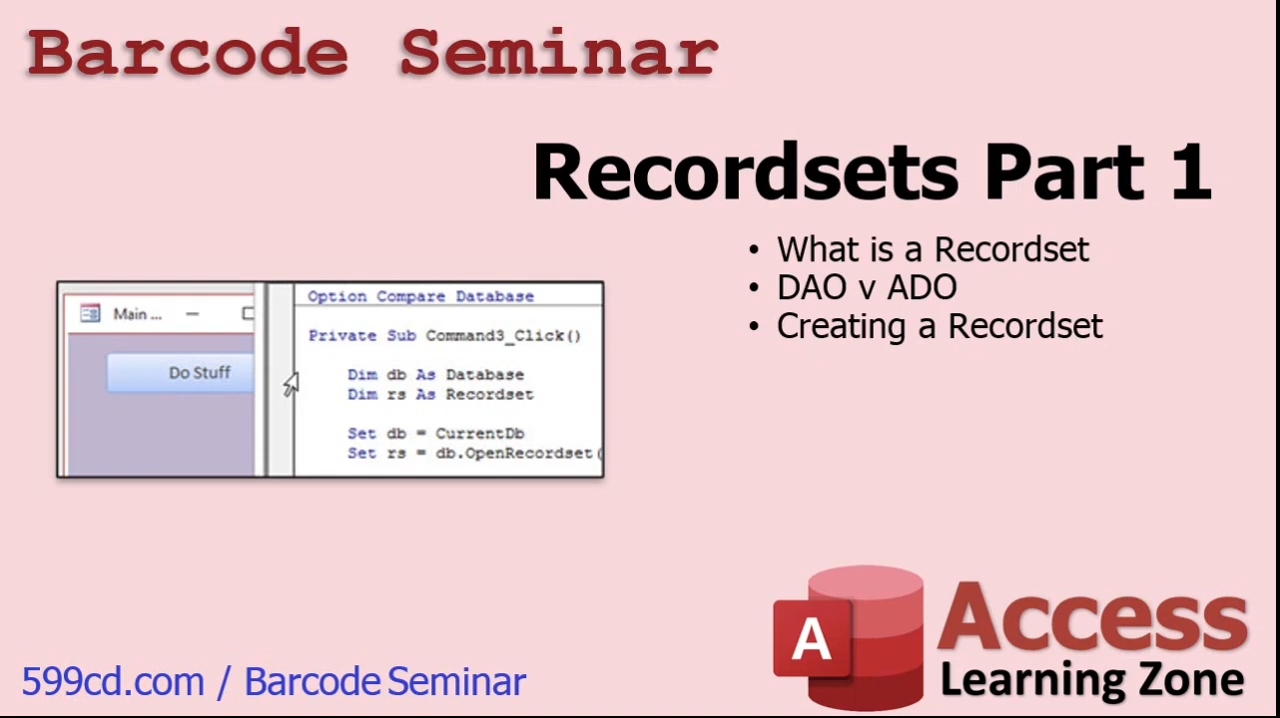 Barcode Seminar
Recordsets Part 1
• What is a Recordset
• DAO v ADO
• Creating a Recordset
Main ...
Do Stuff
Option Compare Database
Private Sub Command3_Click()
Dim db As Database
Dim rs As Recordset
Set db = CurrentDb
Set rs = db.OpenRecordset(
A
Access
Learning Zone
599cd.com / Barcode Seminar